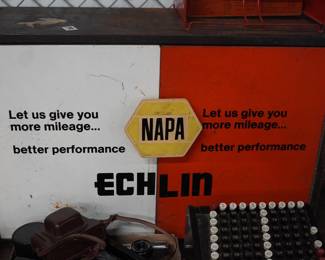 Let us give you
more mileage...
better performance
NAPA
Let us give you
more mileage...
better performance
ECHLIN